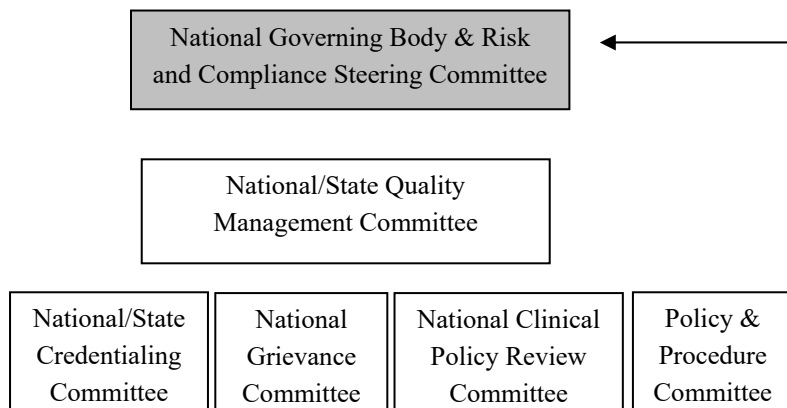 National Governing Body & Risk
and Compliance Steering Committee
National/State Quality
Management Committee
National/State
Credentialing
Committee
National
Grievance
Committee
National Clinical
Policy Review
Committee
Policy &
Procedure
Committee